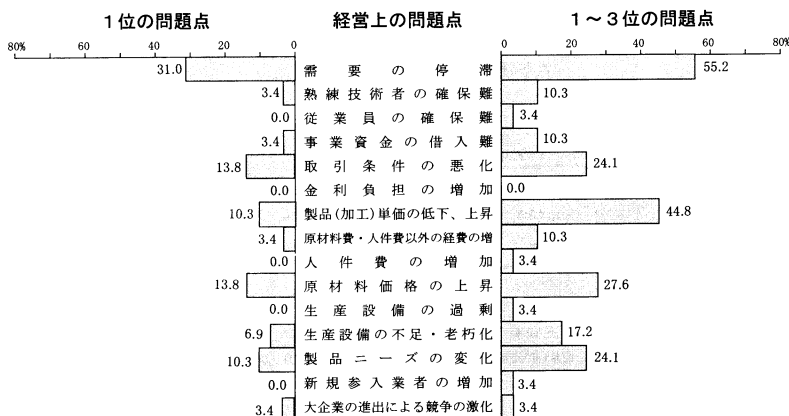 １位の問題点 経営上の問題点 １～３位の問題点
80% 60 40 20 0 0 20 40 60 80%
31.0 需要の停滞 55.2
3.4 熟練技術者の確保難 10.3
0.0 従業員の確保難 3.4
3.4 事業資金の借入難 10.3
13.8 取引条件の悪化 24.1
0.0 金利負担の増加 0.0
10.3 製品(加工)単価の低下、上昇 44.8
3.4 原材料費・人件費以外の経費の増 10.3
0.0 人件費の増加 3.4
13.8 原材料価格の上昇 27.6
0.0 生産設備の過剰 3.4
6.9 生産設備の不足・老朽化 17.2
10.3 製品ニーズの変化 24.1
0.0 新規参入業者の増加 3.4
3.4 大企業の進出による競争の激化 3.4